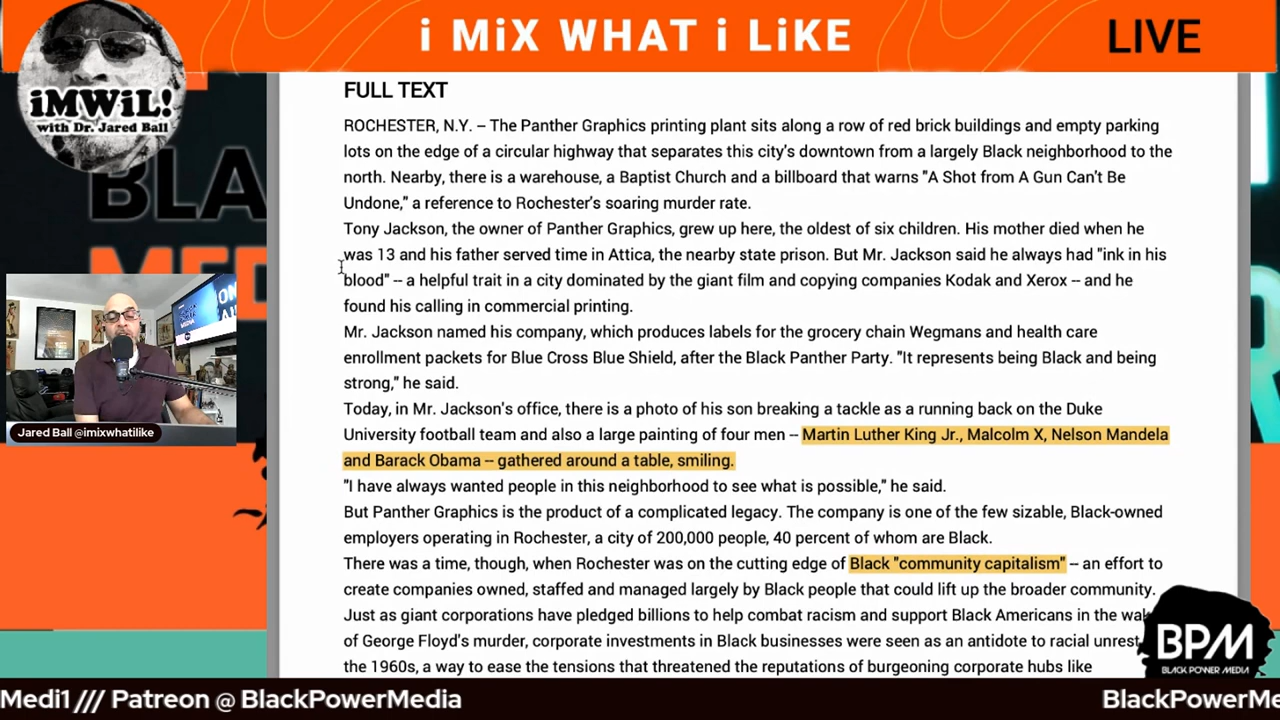 i MiX WHAT i LiKE
LIVE
iMWiL!
with Dr. Jared Ball
BLA
FULL TEXT
ROCHESTER, N.Y. – The Panther Graphics printing plant sits along a row of red brick buildings and empty parking
lots on the edge of a circular highway that separates this city's downtown from a largely Black neighborhood to the
north. Nearby, there is a warehouse, a Baptist Church and a billboard that warns "A Shot from A Gun Can't Be
Undone," a reference to Rochester's soaring murder rate.
Tony Jackson, the owner of Panther Graphics, grew up here, the oldest of six children. His mother died when he
was 13 and his father served time in Attica, the nearby state prison. But Mr. Jackson said he always had "ink in his
blood" -- a helpful trait in a city dominated by the giant film and copying companies Kodak and Xerox -- and he
found his calling in commercial printing.
Mr. Jackson named his company, which produces labels for the grocery chain Wegmans and health care
enrollment packets for Blue Cross Blue Shield, after the Black Panther Party. "It represents being Black and being
strong," he said.
Today, in Mr. Jackson's office, there is a photo of his son breaking a tackle as a running back on the Duke
University football team and also a large painting of four men -- Martin Luther King Jr., Malcolm X, Nelson Mandela
and Barack Obama -- gathered around a table, smiling.
"I have always wanted people in this neighborhood to see what is possible," he said.
But Panther Graphics is the product of a complicated legacy. The company is one of the few sizable, Black-owned
employers operating in Rochester, a city of 200,000 people, 40 percent of whom are Black.
There was a time, though, when Rochester was on the cutting edge of Black "community capitalism" -- an effort to
create companies owned, staffed and managed largely by Black people that could lift up the broader community.
Just as giant corporations have pledged billions to help combat racism and support Black Americans in the wak
of George Floyd's murder, corporate investments in Black businesses were seen as an antidote to racial unrest
the 1960s, a way to ease the tensions that threatened the reputations of burgeoning corporate hubs like
Jared Ball @imixwhatilike
BPM
BLACK POWER MEDIA
Medi1 /// Patreon @ BlackPowerMedia
BlackPowerMe